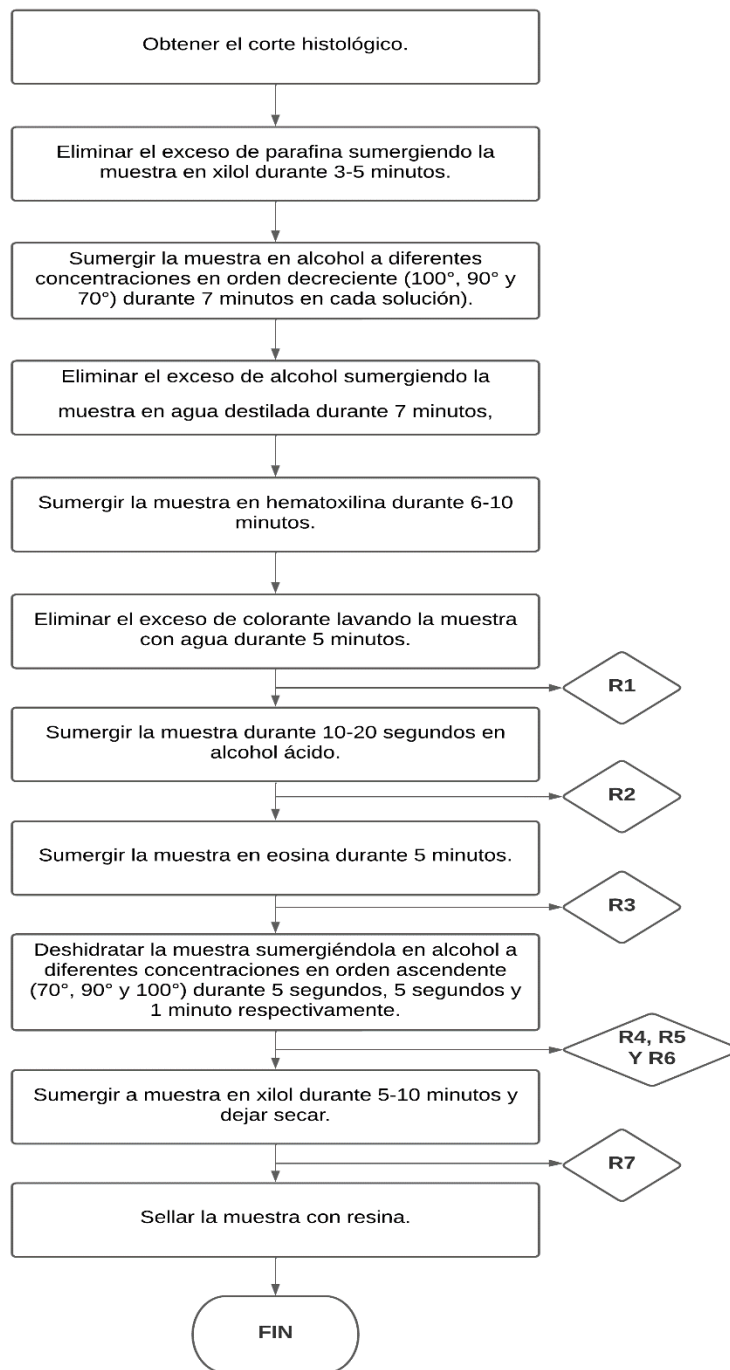 Obtener el corte histológico.
Eliminar el exceso de parafina sumergiendo la
muestra en xilol durante 3-5 minutos.
Sumergir la muestra en alcohol a diferentes
concentraciones en orden decreciente (100°, 90° y
70°) durante 7 minutos en cada solución).
Eliminar el exceso de alcohol sumergiendo la
muestra en agua destilada durante 7 minutos,
Sumergir la muestra en hematoxilina durante 6-10
minutos.
Eliminar el exceso de colorante lavando la muestra
con agua durante 5 minutos.
R1
Sumergir la muestra durante 10-20 segundos en
alcohol ácido.
R2
Sumergir la muestra en eosina durante 5 minutos.
R3
Deshidratar la muestra sumergiéndola en alcohol a
diferentes concentraciones en orden ascendente
(70°, 90° y 100°) durante 5 segundos, 5 segundos y
1 minuto respectivamente.
R4, R5
Y R6
Sumergir a muestra en xilol durante 5-10 minutos y
dejar secar.
R7
Sellar la muestra con resina.
FIN